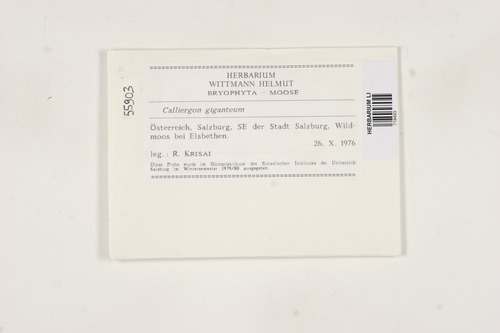 HERBARIUM
WITTMANN HELMUT
BRYOPHYTA - MOOSE
Calliergon giganteum
Österreich, Salzburg, SE der Stadt Salzburg, Wild-
moos bei Elsbethen.
26. X. 1976
leg.: R. KRISAI
Diese Probe wurde im Moospraktikum des Botanischen Institutes der Universität
Salzburg im Wintersemester 1979/80 ausgegeben.
55903
HERBARIUM LI